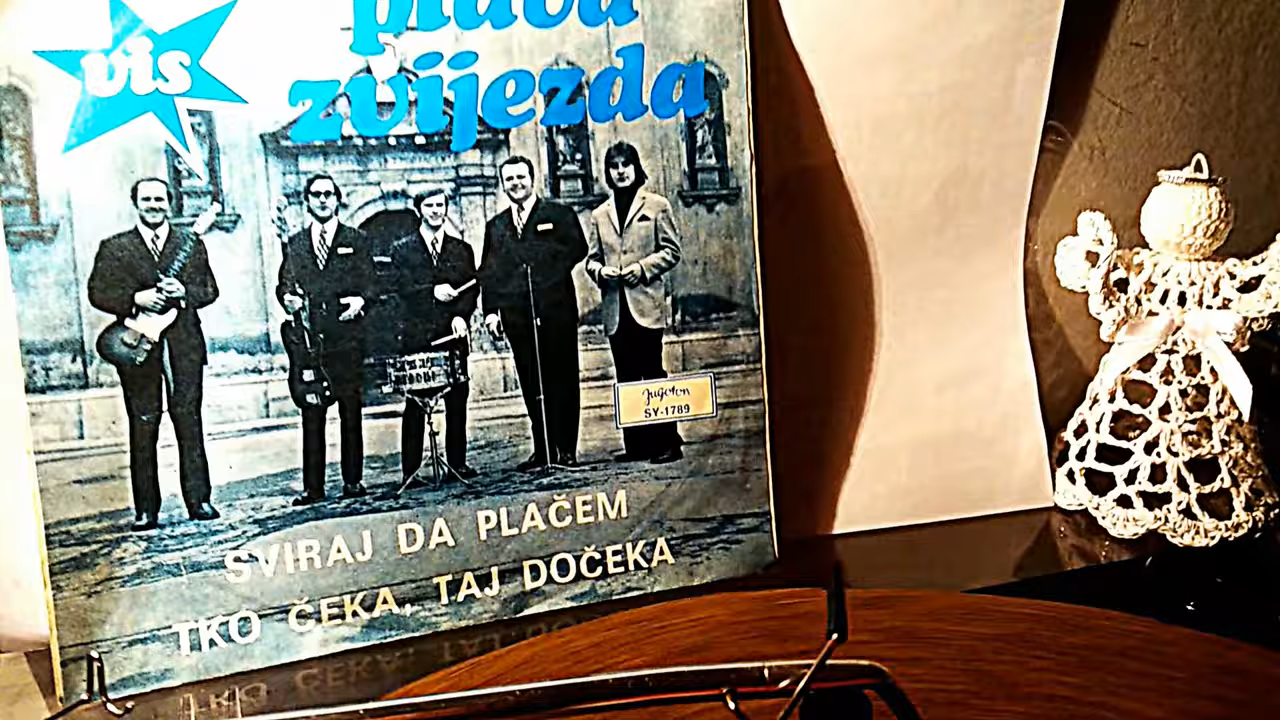 vis
plava
zvijezda
Jugoton
SY-1789
SVIRAJ DA PLAČEM
TKO ČEKA, TAJ DOČEKA